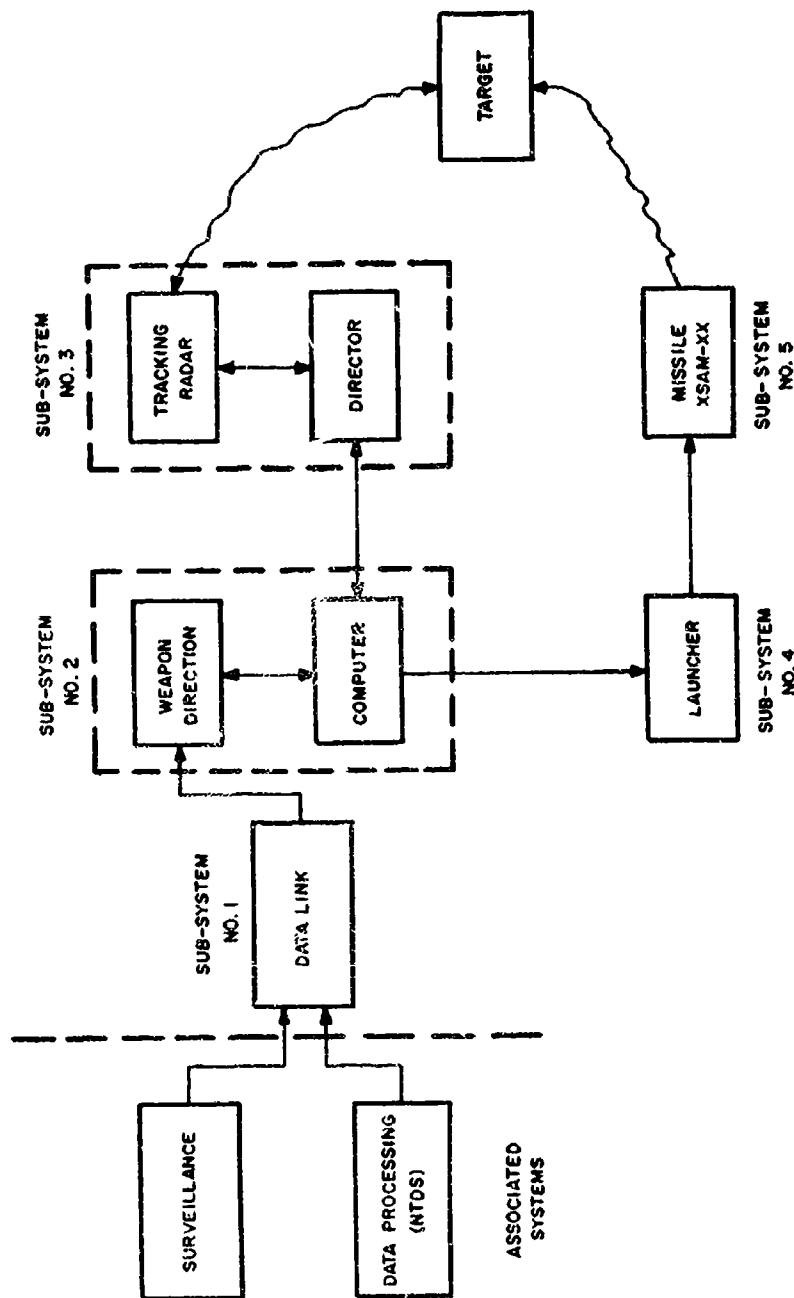 SURVEILLANCE
DATA PROCESSING
(NTDS)
ASSOCIATED
SYSTEMS
SUB-SYSTEM
NO. 1
DATA LINK
SUB-SYSTEM
NO. 2
WEAPON
DIRECTION
COMPUTER
SUB-SYSTEM
NO. 3
TRACKING
RADAR
DIRECTOR
LAUNCHER
SUB-SYSTEM
NO. 4
MISSILE
XSAM-XX
SUB-SYSTEM
NO. 5
TARGET